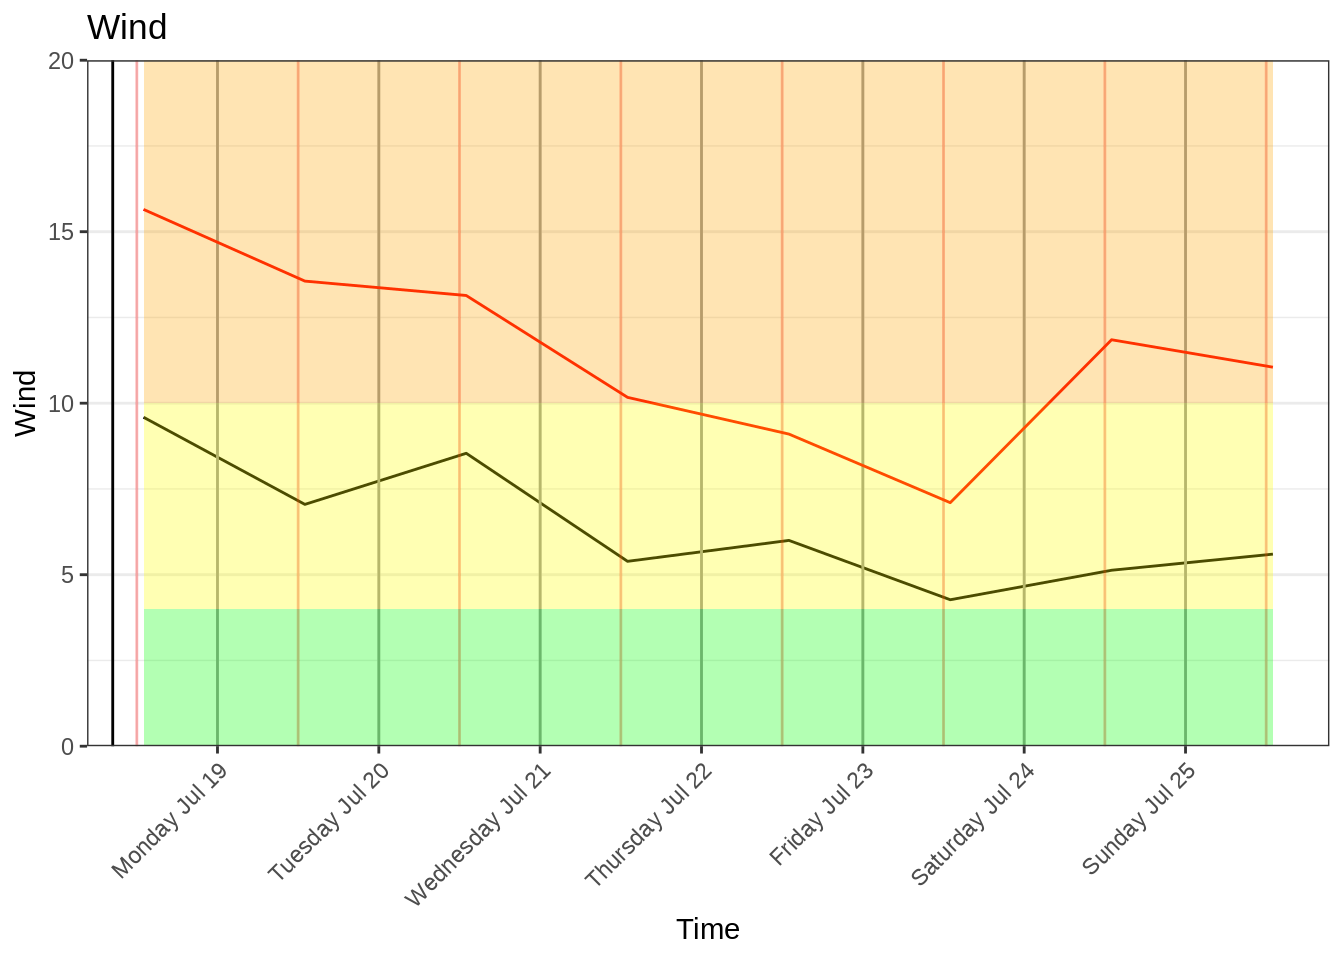 Wind
20
15
10
5
0
Wind
Monday Jul 19
Tuesday Jul 20
Wednesday Jul 21
Thursday Jul 22
Friday Jul 23
Saturday Jul 24
Sunday Jul 25
Time